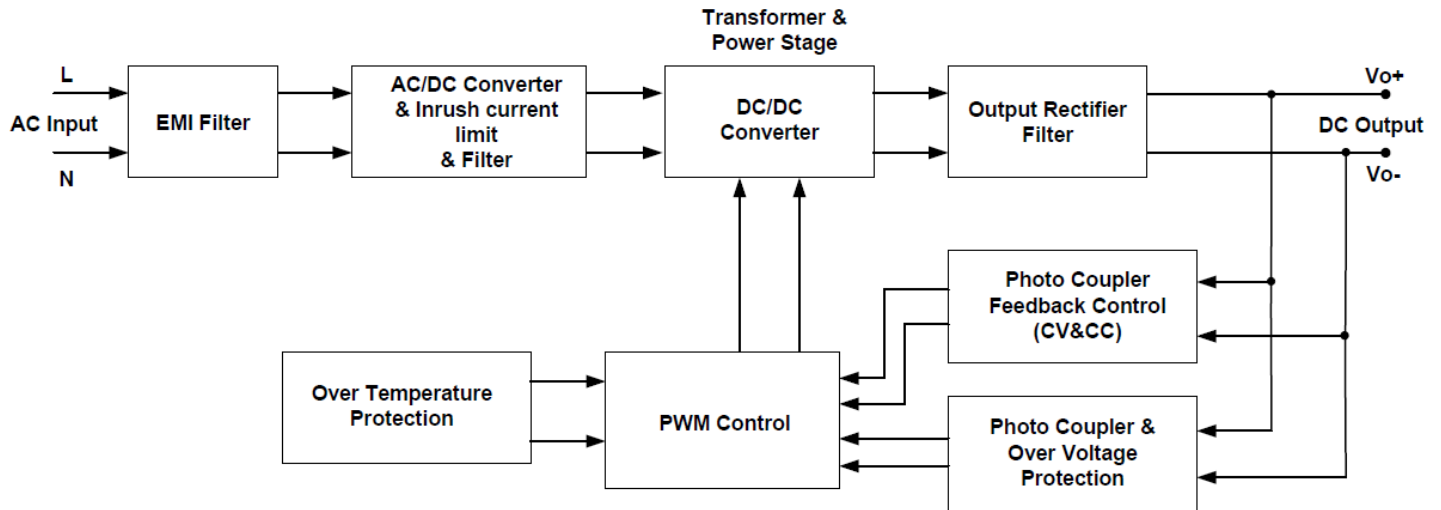 Transformer &
Power Stage
L
AC Input
N
EMI Filter
AC/DC Converter
& Inrush current
limit
& Filter
DC/DC
Converter
Output Rectifier
Filter
Vo+
DC Output
Vo-
Photo Coupler
Feedback Control
(CV&CC)
Over Temperature
Protection
PWM Control
Photo Coupler &
Over Voltage
Protection